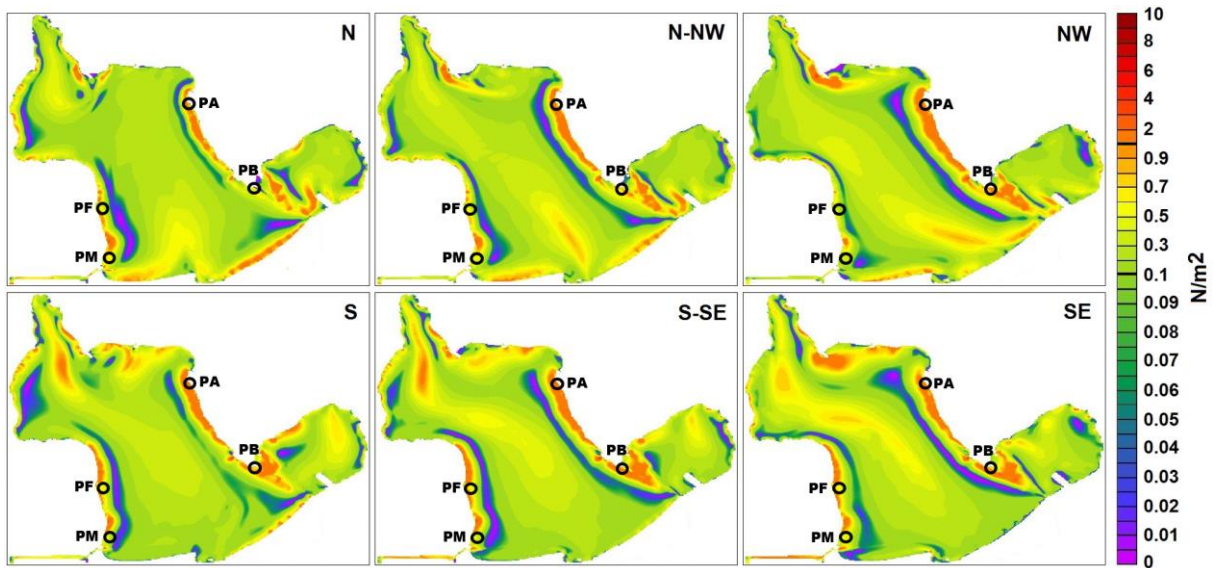 N
PA
PB
PF
PM
N-NW
PA
PB
PF
PM
NW
PA
PB
PF
PM
S
PA
PB
PF
PM
S-SE
PA
PB
PF
PM
SE
PA
PB
PF
PM
10
8
6
4
2
0.9
0.7
0.5
0.3
0.1
0.09
0.08
0.07
0.06
0.05
0.04
0.03
0.02
0.01
0
N/m2